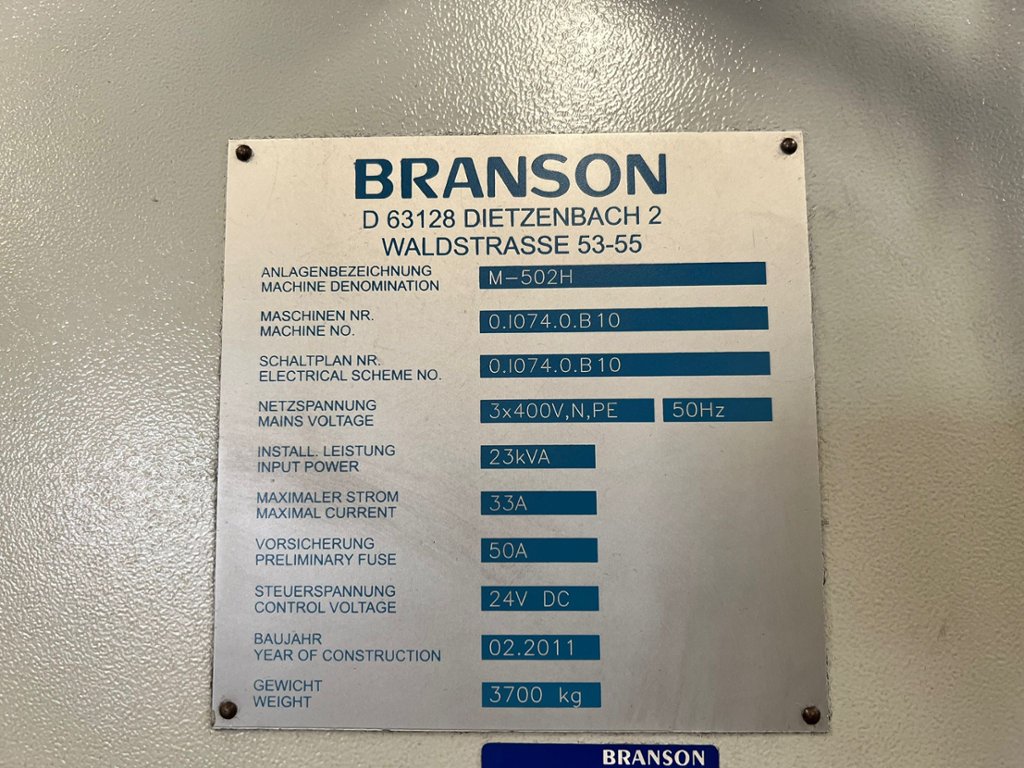 BRANSON
D 63128 DIETZENBACH 2
WALDSTRASSE 53-55
ANLAGENBEZEICHNUNG
MACHINE DENOMINATION
M-502H
MASCHINEN NR.
MACHINE NO.
0.I074.0.B10
SCHALTPLAN NR.
ELECTRICAL SCHEME NO.
0.I074.0.B10
NETZSPANNUNG
MAINS VOLTAGE
3x400V,N,PE 50Hz
INSTALL. LEISTUNG
INPUT POWER
23kVA
MAXIMALER STROM
MAXIMAL CURRENT
33A
VORSICHERUNG
PRELIMINARY FUSE
50A
STEUERSPANNUNG
CONTROL VOLTAGE
24V DC
BAUJAHR
YEAR OF CONSTRUCTION
02.2011
GEWICHT
WEIGHT
3700 kg
BRANSON